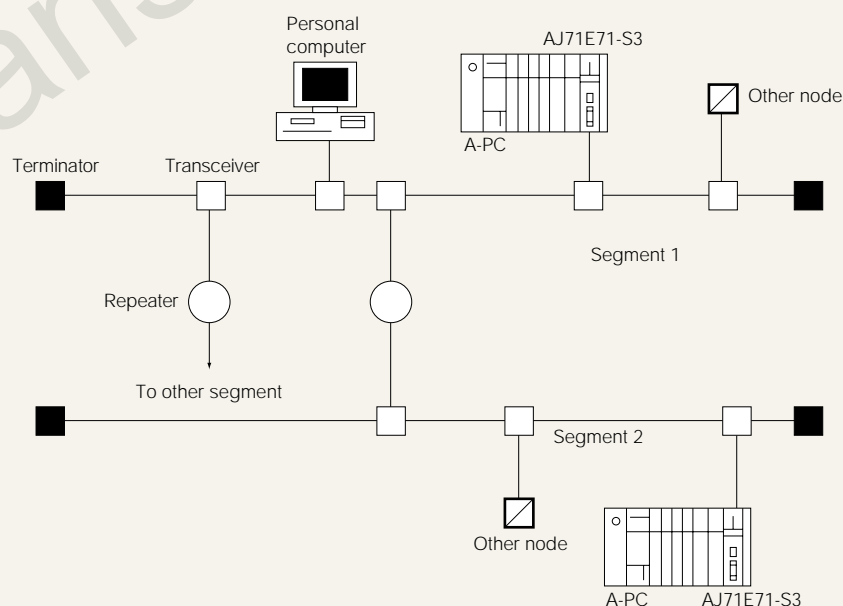 Personal
computer
AJ71E71-S3
Other node
A-PC
Terminator
Transceiver
Segment 1
Repeater
To other segment
Segment 2
Other node
A-PC
AJ71E71-S3